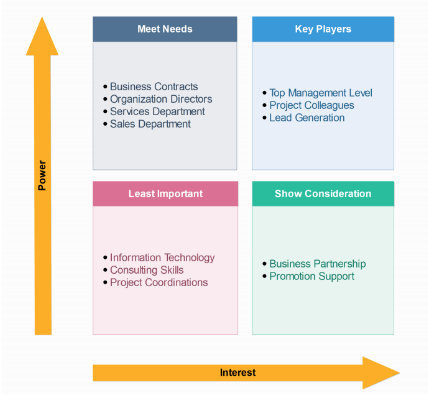 Meet Needs
• Business Contracts
• Organization Directors
• Services Department
• Sales Department
Key Players
• Top Management Level
• Project Colleagues
• Lead Generation
Power
Least Important
• Information Technology
• Consulting Skills
• Project Coordinations
Show Consideration
• Business Partnership
• Promotion Support
Interest